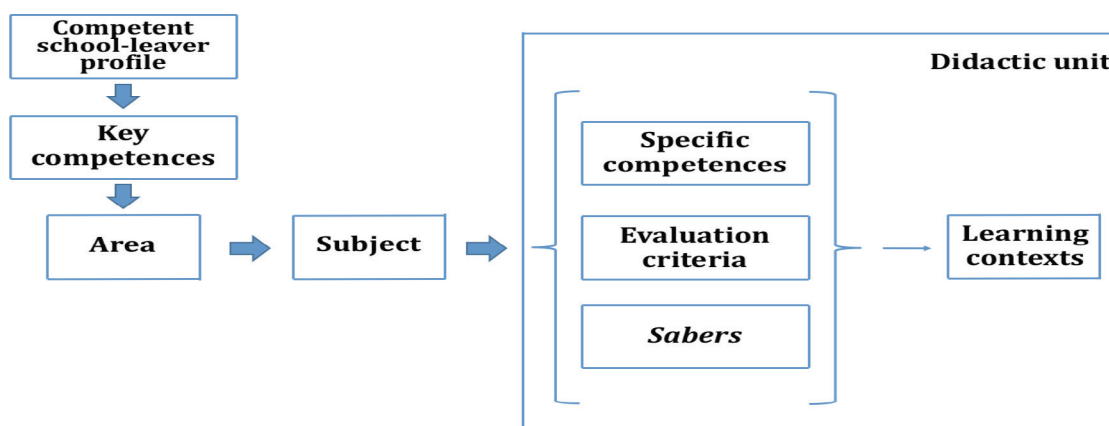 Competent
school-leaver
profile
Key
competences
Area
Subject
Didactic unit
Specific
competences
Evaluation
criteria
Sabers
Learning
contexts